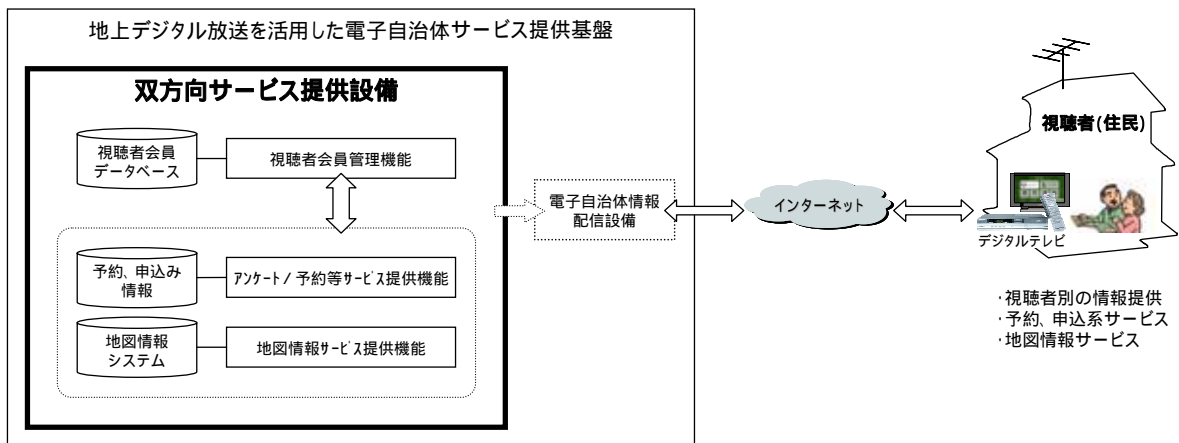 地上デジタル放送を活用した電子自治体サービス提供基盤
双方向サービス提供設備
視聴者会員
データベース
視聴者会員管理機能
予約、申込み
情報
アンケート / 予約等サービス提供機能
地図情報
システム
地図情報サービス提供機能
電子自治体情報
配信設備
インターネット
視聴者(住民)
デジタルテレビ
・視聴者別の情報提供
・予約、申込系サービス
・地図情報サービス